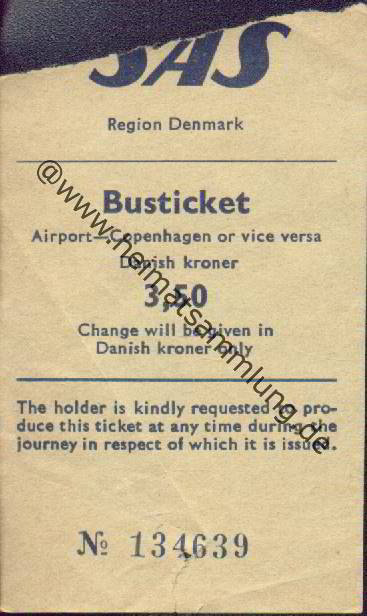 SAS
Region Denmark
Busticket
Airport—Copenhagen or vice versa
Danish kroner
3,50
Change will be given in
Danish kroner only
The holder is kindly requested to pro-
duce this ticket at any time during the
journey in respect of which it is issued.
№ 134639
@www.heimatsammlung.de